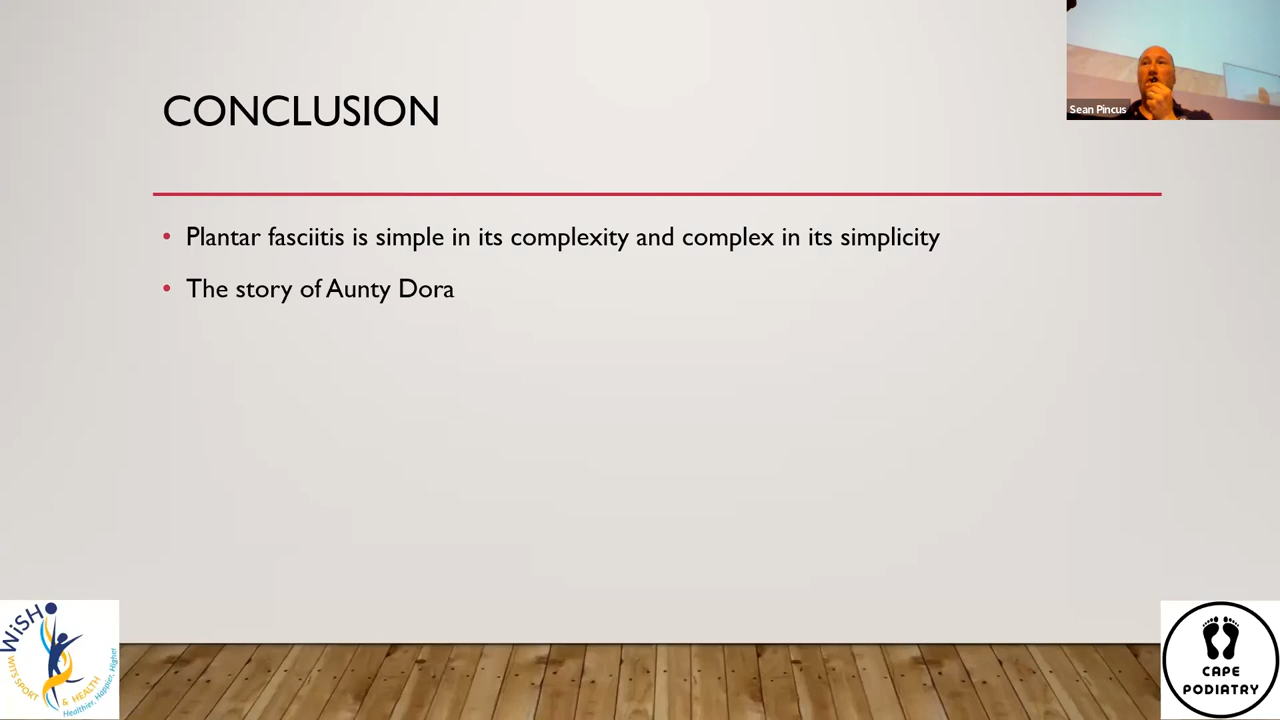 CONCLUSION
Sean Pincus
• Plantar fasciitis is simple in its complexity and complex in its simplicity
• The story of Aunty Dora
WiSH
WITS SPORT & HEALTH
Healthier, Happier, Higher
CAPE
PODIATRY